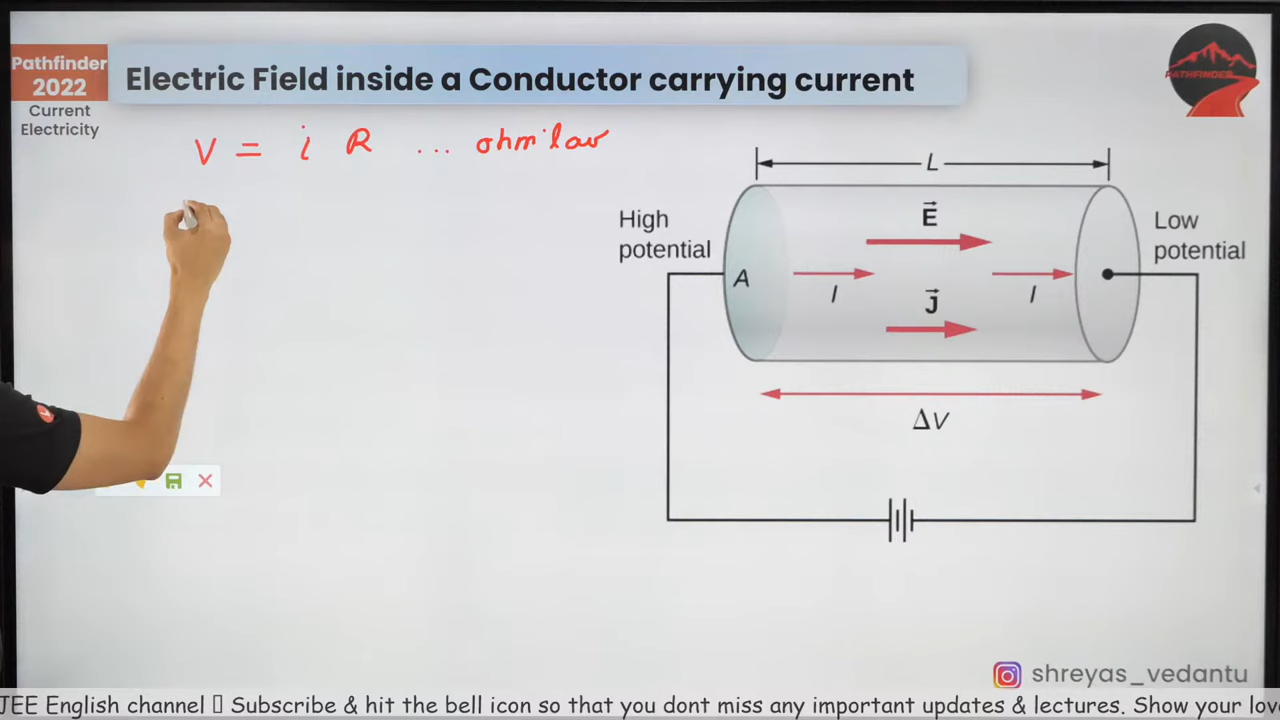 Pathfinder
2022
Current
Electricity
Electric Field inside a Conductor carrying current
PATHFINDER
V = i R ... ohm's law
L
High
potential
E
Low
potential
A
I
I
J
ΔV
shreyas_vedantu
JEE English channel Subscribe & hit the bell icon so that you dont miss any important updates & lectures. Show your lov